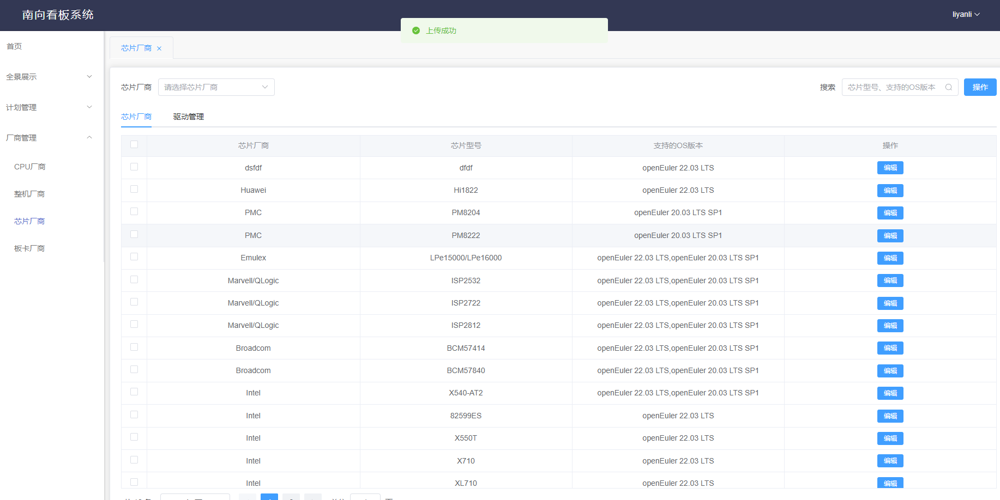 南向看板系统
liyanli
上传成功
首页
全景展示
计划管理
厂商管理
CPU厂商
整机厂商
芯片厂商
板卡厂商
芯片厂商
芯片厂商 请选择芯片厂商 搜索 芯片型号、支持的OS版本 操作
芯片厂商 驱动管理
芯片厂商 芯片型号 支持的OS版本 操作
dsfdf dfdf openEuler 22.03 LTS 编辑
Huawei Hi1822 openEuler 22.03 LTS 编辑
PMC PM8204 openEuler 20.03 LTS SP1 编辑
PMC PM8222 openEuler 20.03 LTS SP1 编辑
Emulex LPe15000/LPe16000 openEuler 22.03 LTS,openEuler 20.03 LTS SP1 编辑
Marvell/QLogic ISP2532 openEuler 22.03 LTS,openEuler 20.03 LTS SP1 编辑
Marvell/QLogic ISP2722 openEuler 22.03 LTS,openEuler 20.03 LTS SP1 编辑
Marvell/QLogic ISP2812 openEuler 22.03 LTS,openEuler 20.03 LTS SP1 编辑
Broadcom BCM57414 openEuler 22.03 LTS,openEuler 20.03 LTS SP1 编辑
Broadcom BCM57840 openEuler 22.03 LTS,openEuler 20.03 LTS SP1 编辑
Intel X540-AT2 openEuler 22.03 LTS,openEuler 20.03 LTS SP1 编辑
Intel 82599ES openEuler 22.03 LTS 编辑
Intel X550T openEuler 22.03 LTS 编辑
Intel X710 openEuler 22.03 LTS 编辑
Intel XL710 openEuler 22.03 LTS 编辑